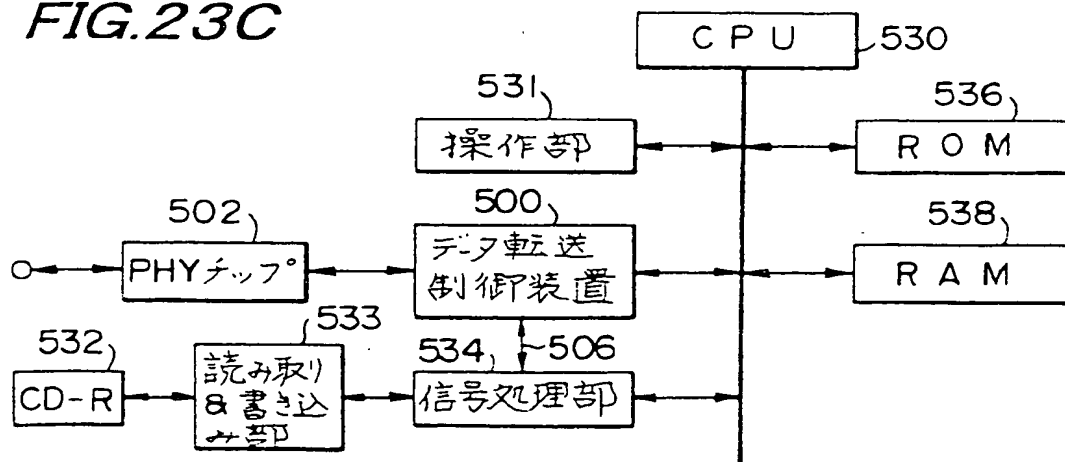 FIG.23C
CPU
530
531
操作部
536
ROM
502
PHYチップ
500
データ転送
制御装置
538
RAM
532
CD-R
533
読み取り
&書き込
み部
534
506
信号処理部